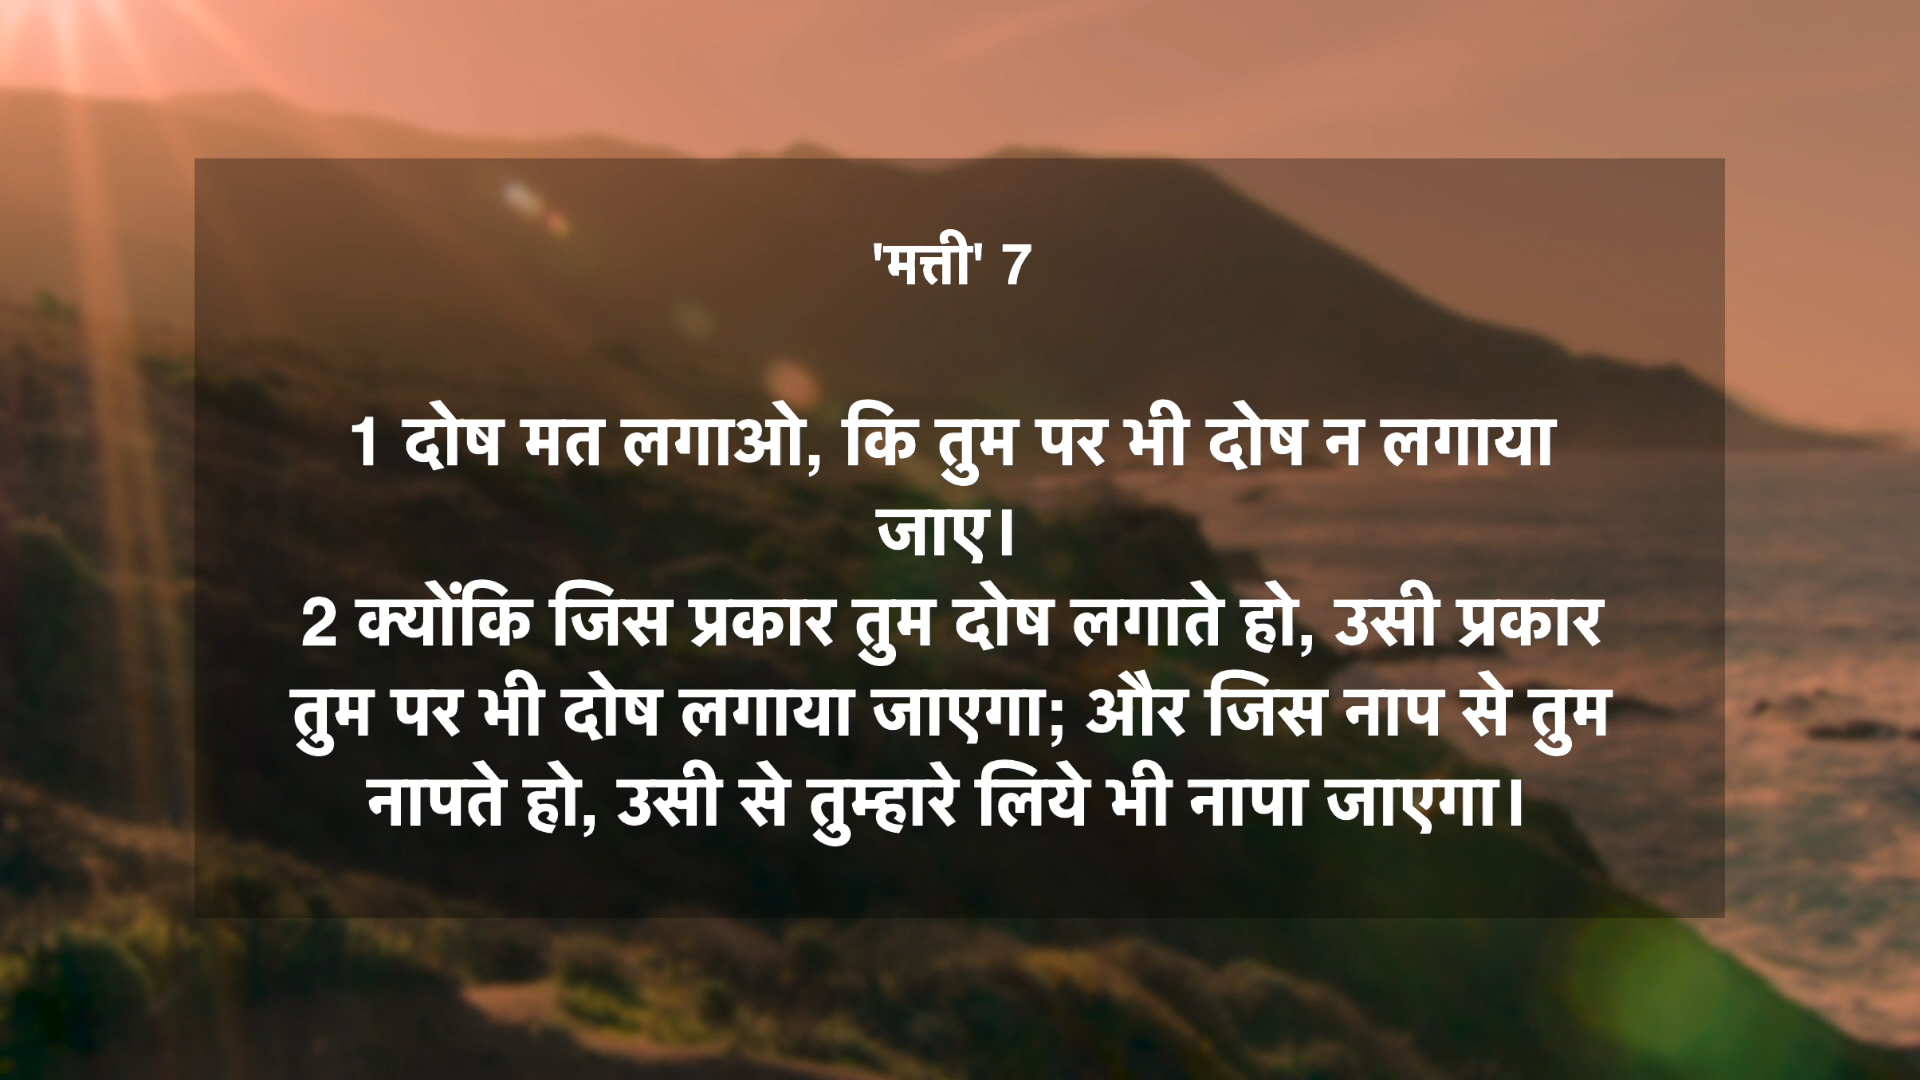 'मत्ती' 7
1 दोष मत लगाओ, कि तुम पर भी दोष न लगाया
जाए।
2 क्योंकि जिस प्रकार तुम दोष लगाते हो, उसी प्रकार
तुम पर भी दोष लगाया जाएगा; और जिस नाप से तुम
नापते हो, उसी से तुम्हारे लिये भी नापा जाएगा।